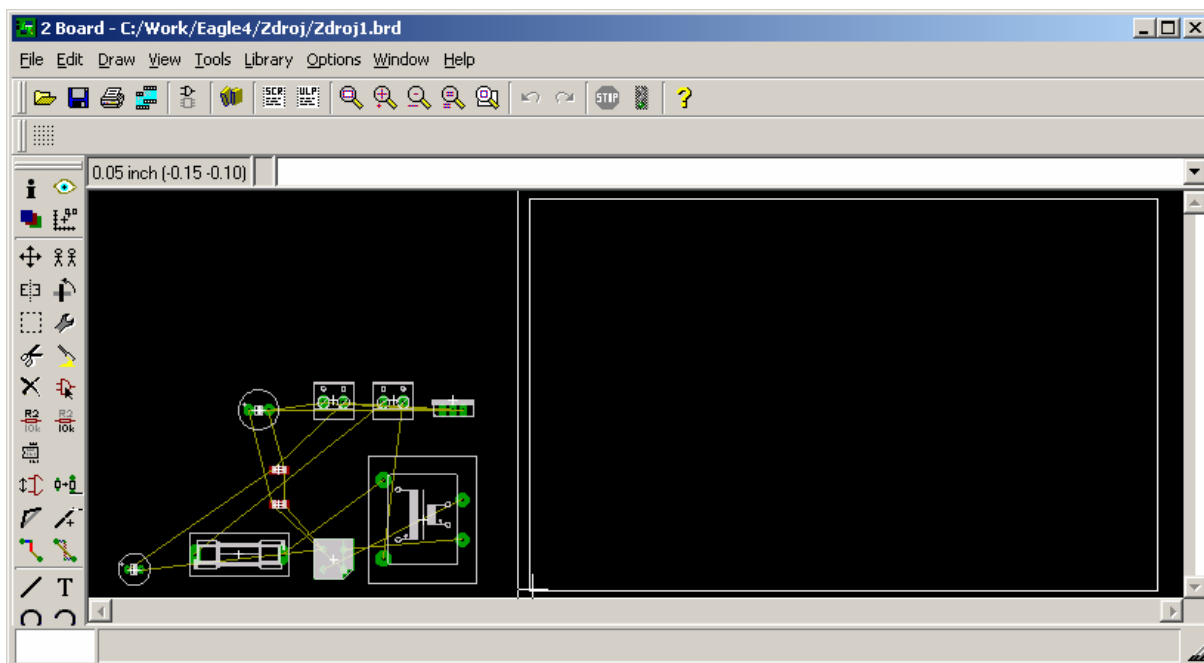 2 Board - C:/Work/Eagle4/Zdroj/Zdroj1.brd
File Edit Draw View Tools Library Options Window Help
SCR ULP STOP ?
0.05 inch (-0.15 -0.10)
R2 R2
10k 10k
T